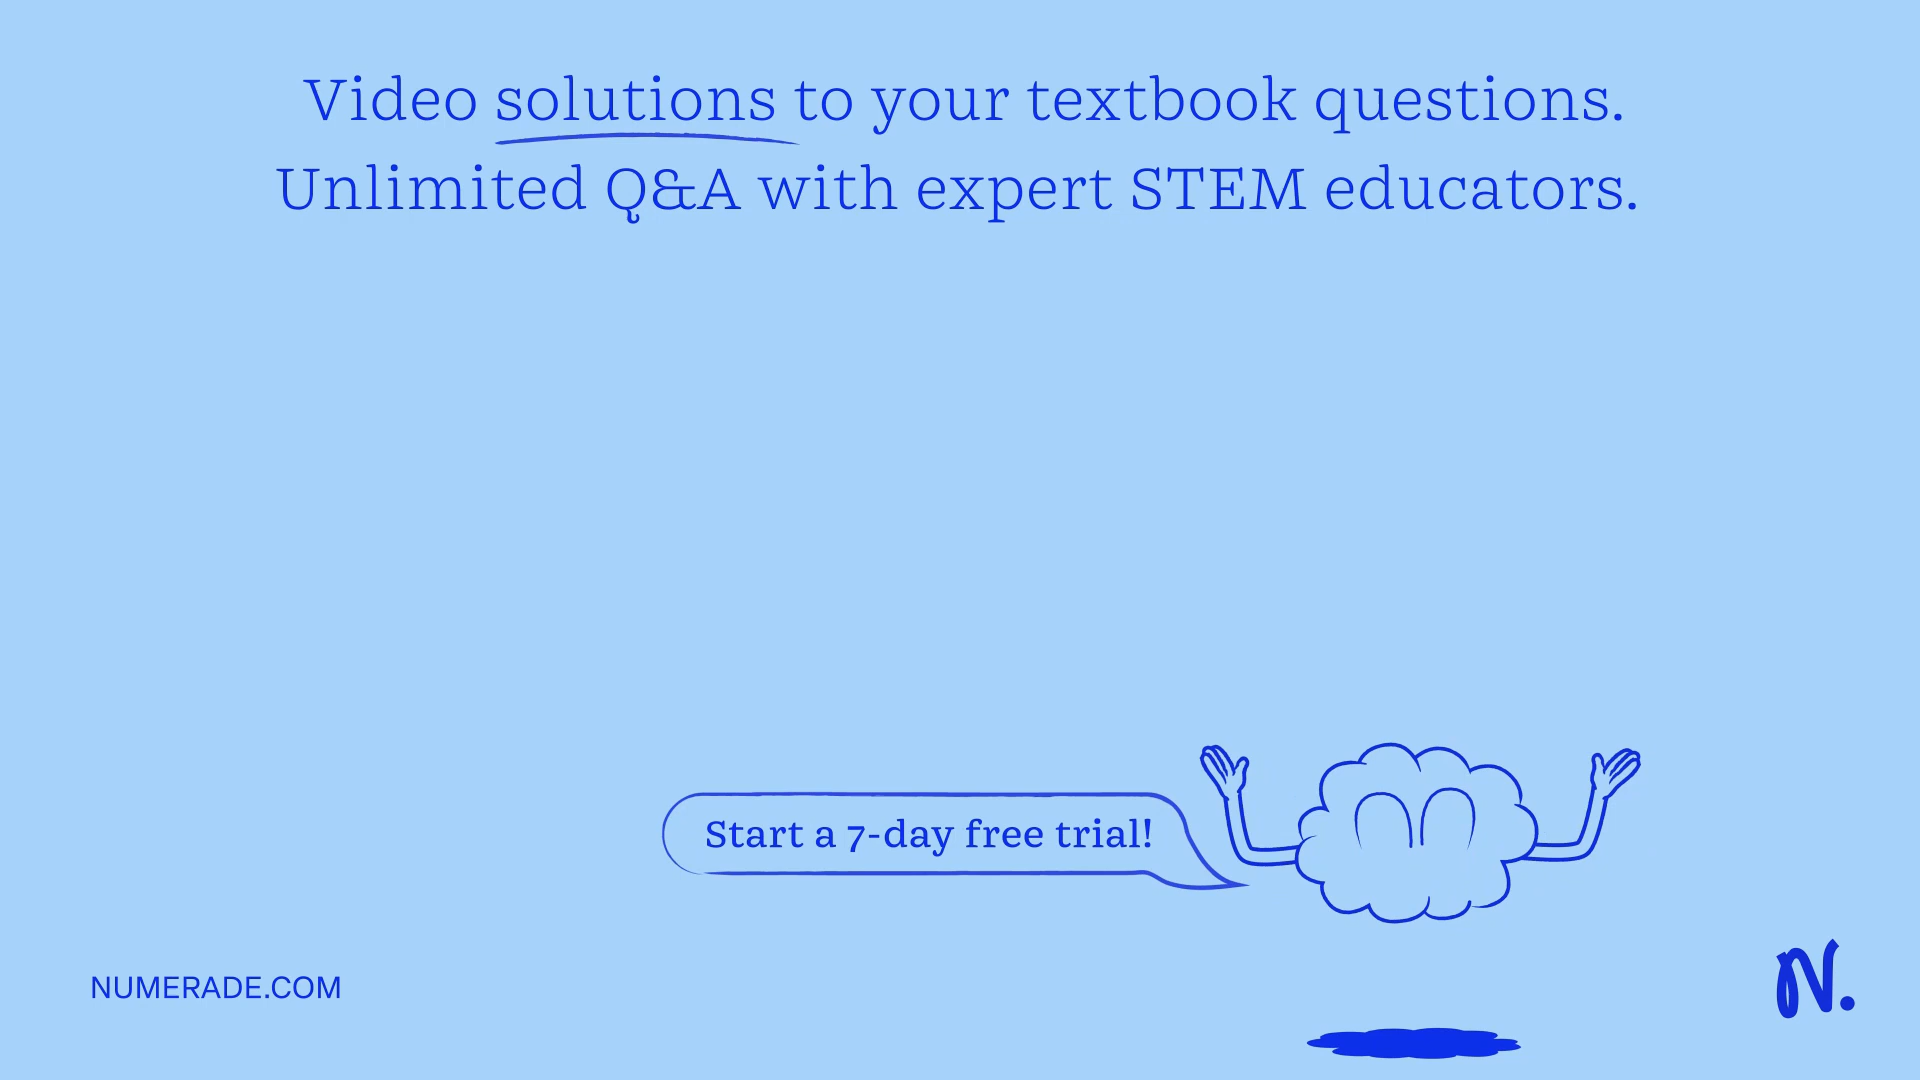 Video solutions to your textbook questions.
Unlimited Q&A with expert STEM educators.
Start a 7-day free trial!
NUMERADE.COM
N.